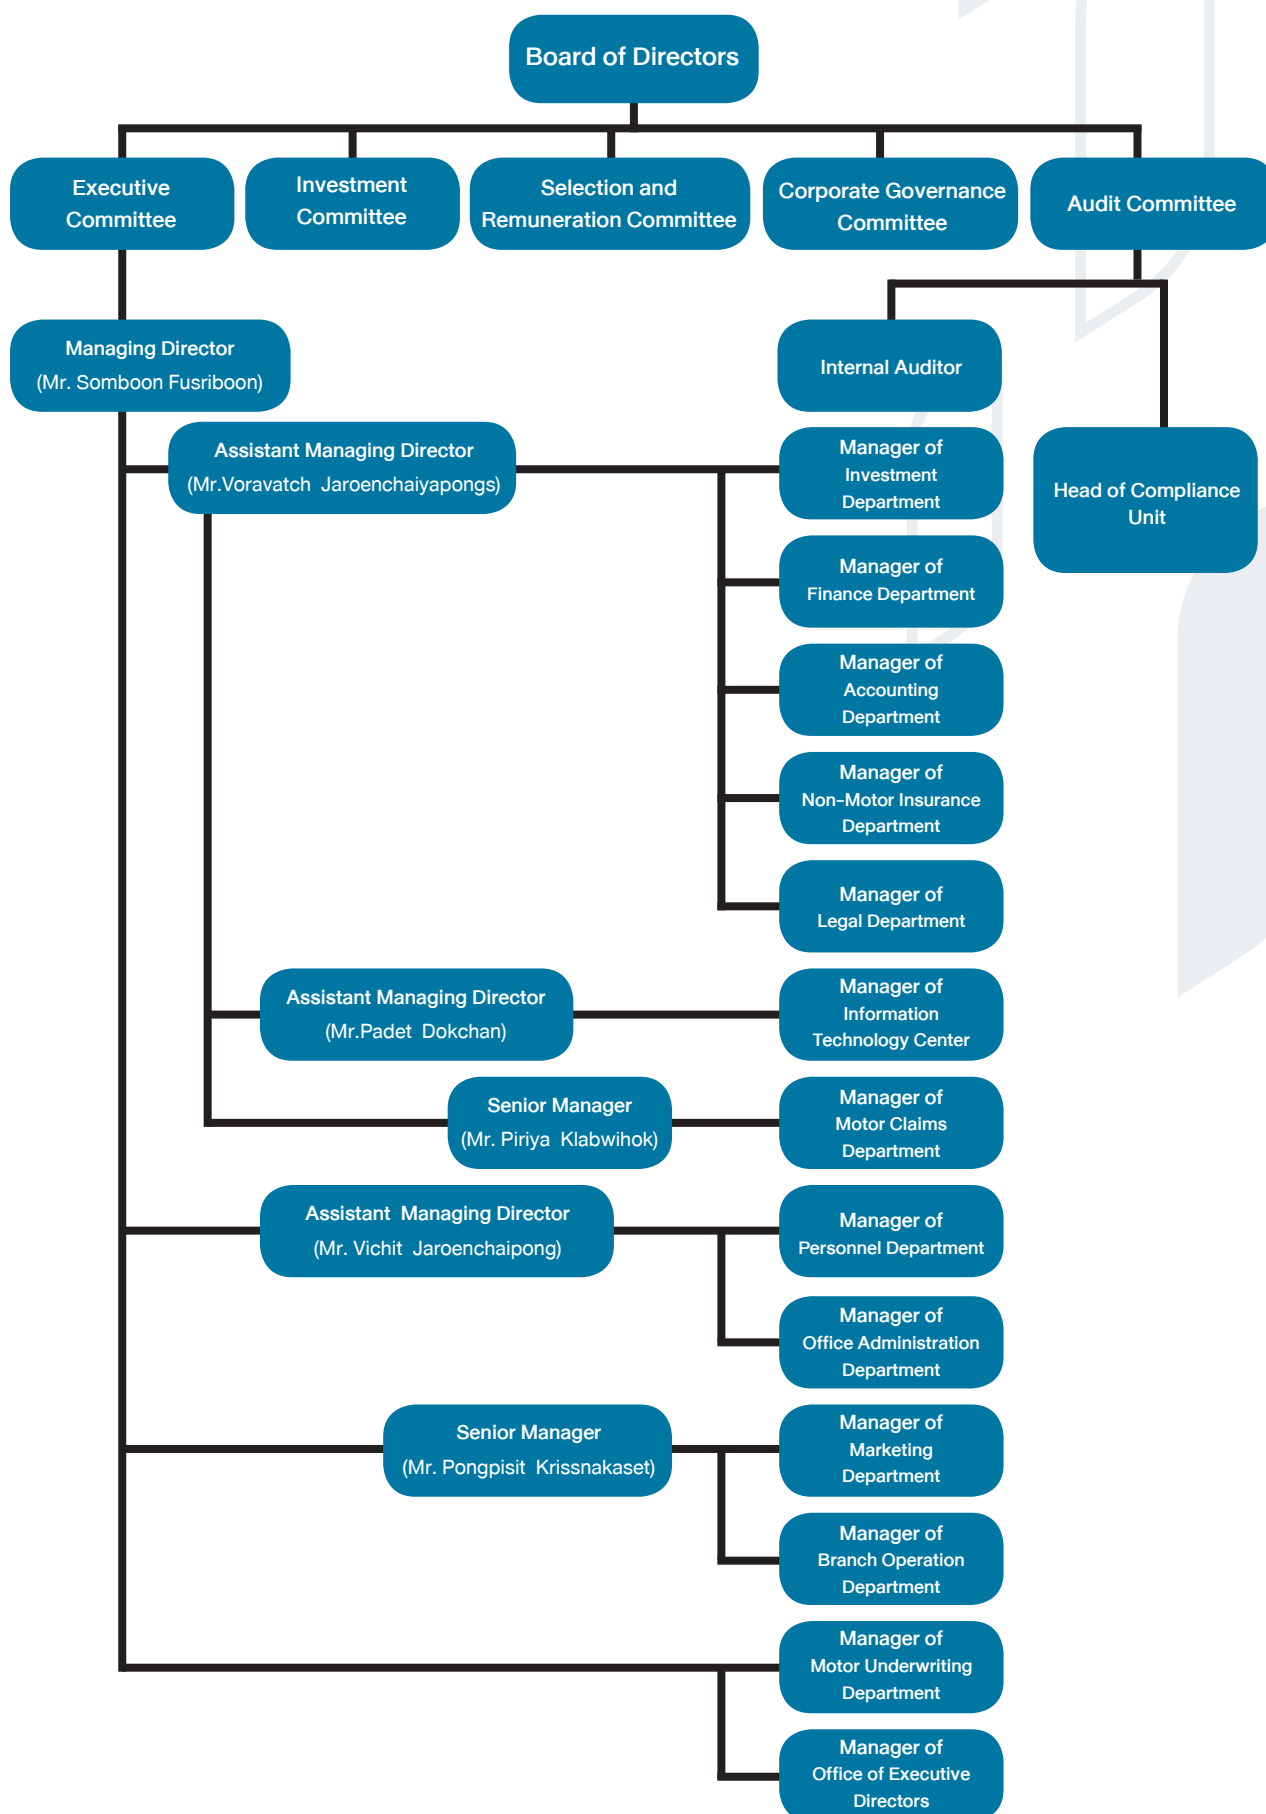 Board of Directors
Executive
Committee
Investment
Committee
Selection and
Remuneration Committee
Corporate Governance
Committee
Audit Committee
Managing Director
(Mr. Somboon Fusriboon)
Internal Auditor
Assistant Managing Director
(Mr.Voravatch Jaroenchaiyapongs)
Manager of
Investment
Department
Head of Compliance
Unit
Manager of
Finance Department
Manager of
Accounting
Department
Manager of
Non-Motor Insurance
Department
Manager of
Legal Department
Assistant Managing Director
(Mr.Padet Dokchan)
Manager of
Information
Technology Center
Senior Manager
(Mr. Piriya Klabwihok)
Manager of
Motor Claims
Department
Assistant Managing Director
(Mr. Vichit Jaroenchaipong)
Manager of
Personnel Department
Manager of
Office Administration
Department
Senior Manager
(Mr. Pongpisit Krissnakaset)
Manager of
Marketing
Department
Manager of
Branch Operation
Department
Manager of
Motor Underwriting
Department
Manager of
Office of Executive
Directors